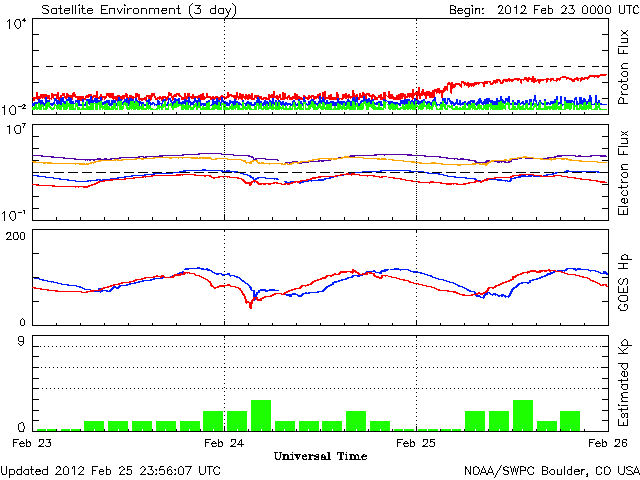 Satellite Environment (3 day) Begin: 2012 Feb 23 0000 UTC
10⁴
10⁻²
Proton Flux
10⁷
10⁻¹
Electron Flux
200
0
GOES Hp
9
0
Estimated Kp
Feb 23 Feb 24 Feb 25 Feb 26
Universal Time
Updated 2012 Feb 25 23:56:07 UTC NOAA/SWPC Boulder, CO USA